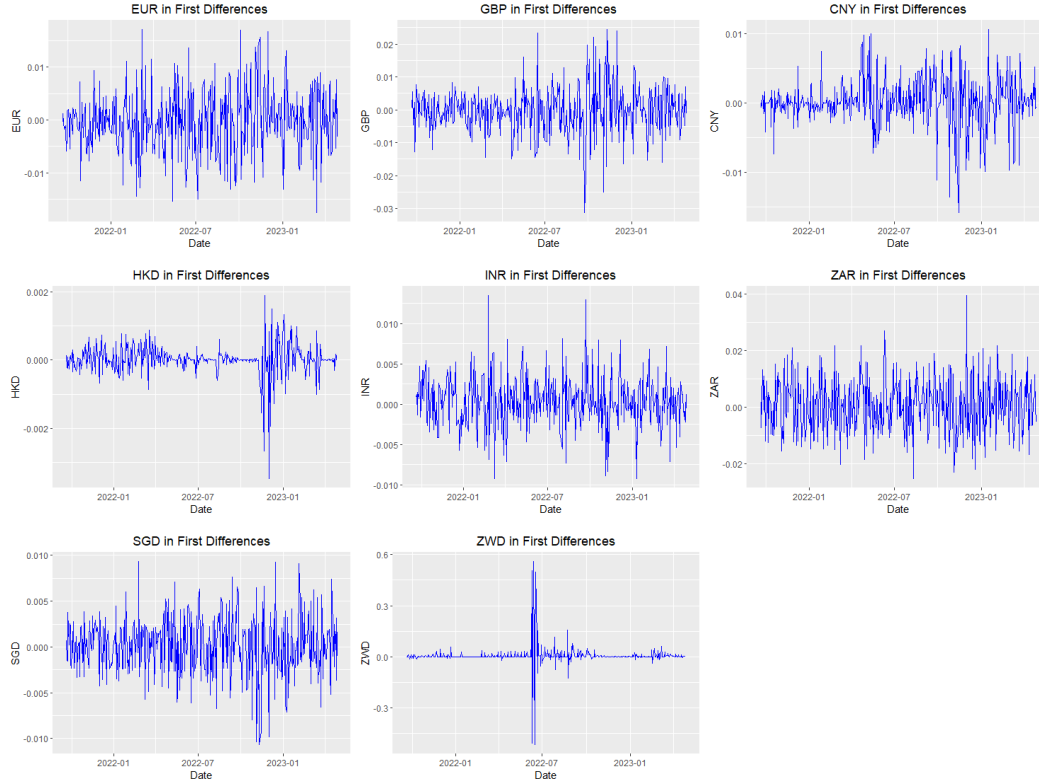 EUR in First Differences
0.01
0.00
-0.01
EUR
2022-01
2022-07
2023-01
Date
GBP in First Differences
0.02
0.01
0.00
-0.01
-0.03
GBP
2022-01
2022-07
2023-01
Date
CNY in First Differences
0.01
0.00
-0.01
CNY
2022-01
2022-07
2023-01
Date
HKD in First Differences
0.002
0.000
-0.002
HKD
2022-01
2022-07
2023-01
Date
INR in First Differences
0.010
0.005
0.000
-0.005
-0.010
INR
2022-01
2022-07
2023-01
Date
ZAR in First Differences
0.04
0.02
0.00
-0.02
ZAR
2022-01
2022-07
2023-01
Date
SGD in First Differences
0.010
0.005
0.000
-0.005
-0.010
SGD
2022-01
2022-07
2023-01
Date
ZWD in First Differences
0.6
0.3
0.0
-0.3
ZWD
2022-01
2022-07
2023-01
Date